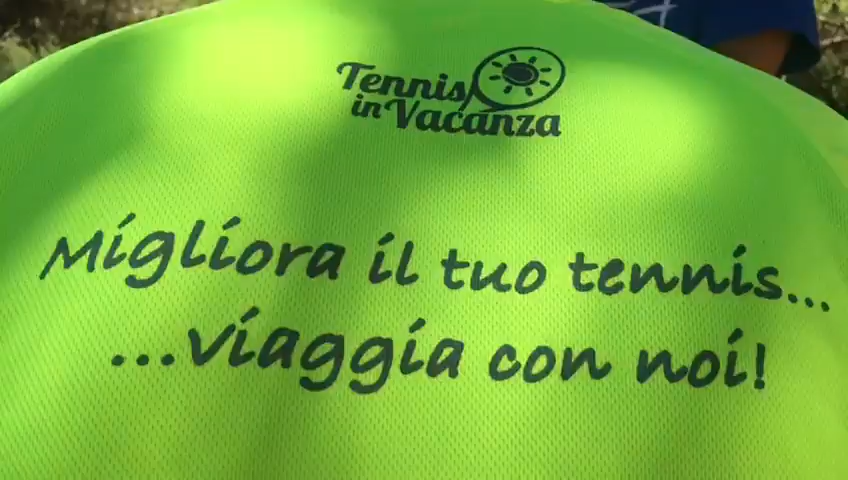 Tennis
in Vacanza
Migliora il tuo tennis...
...viaggia con noi!